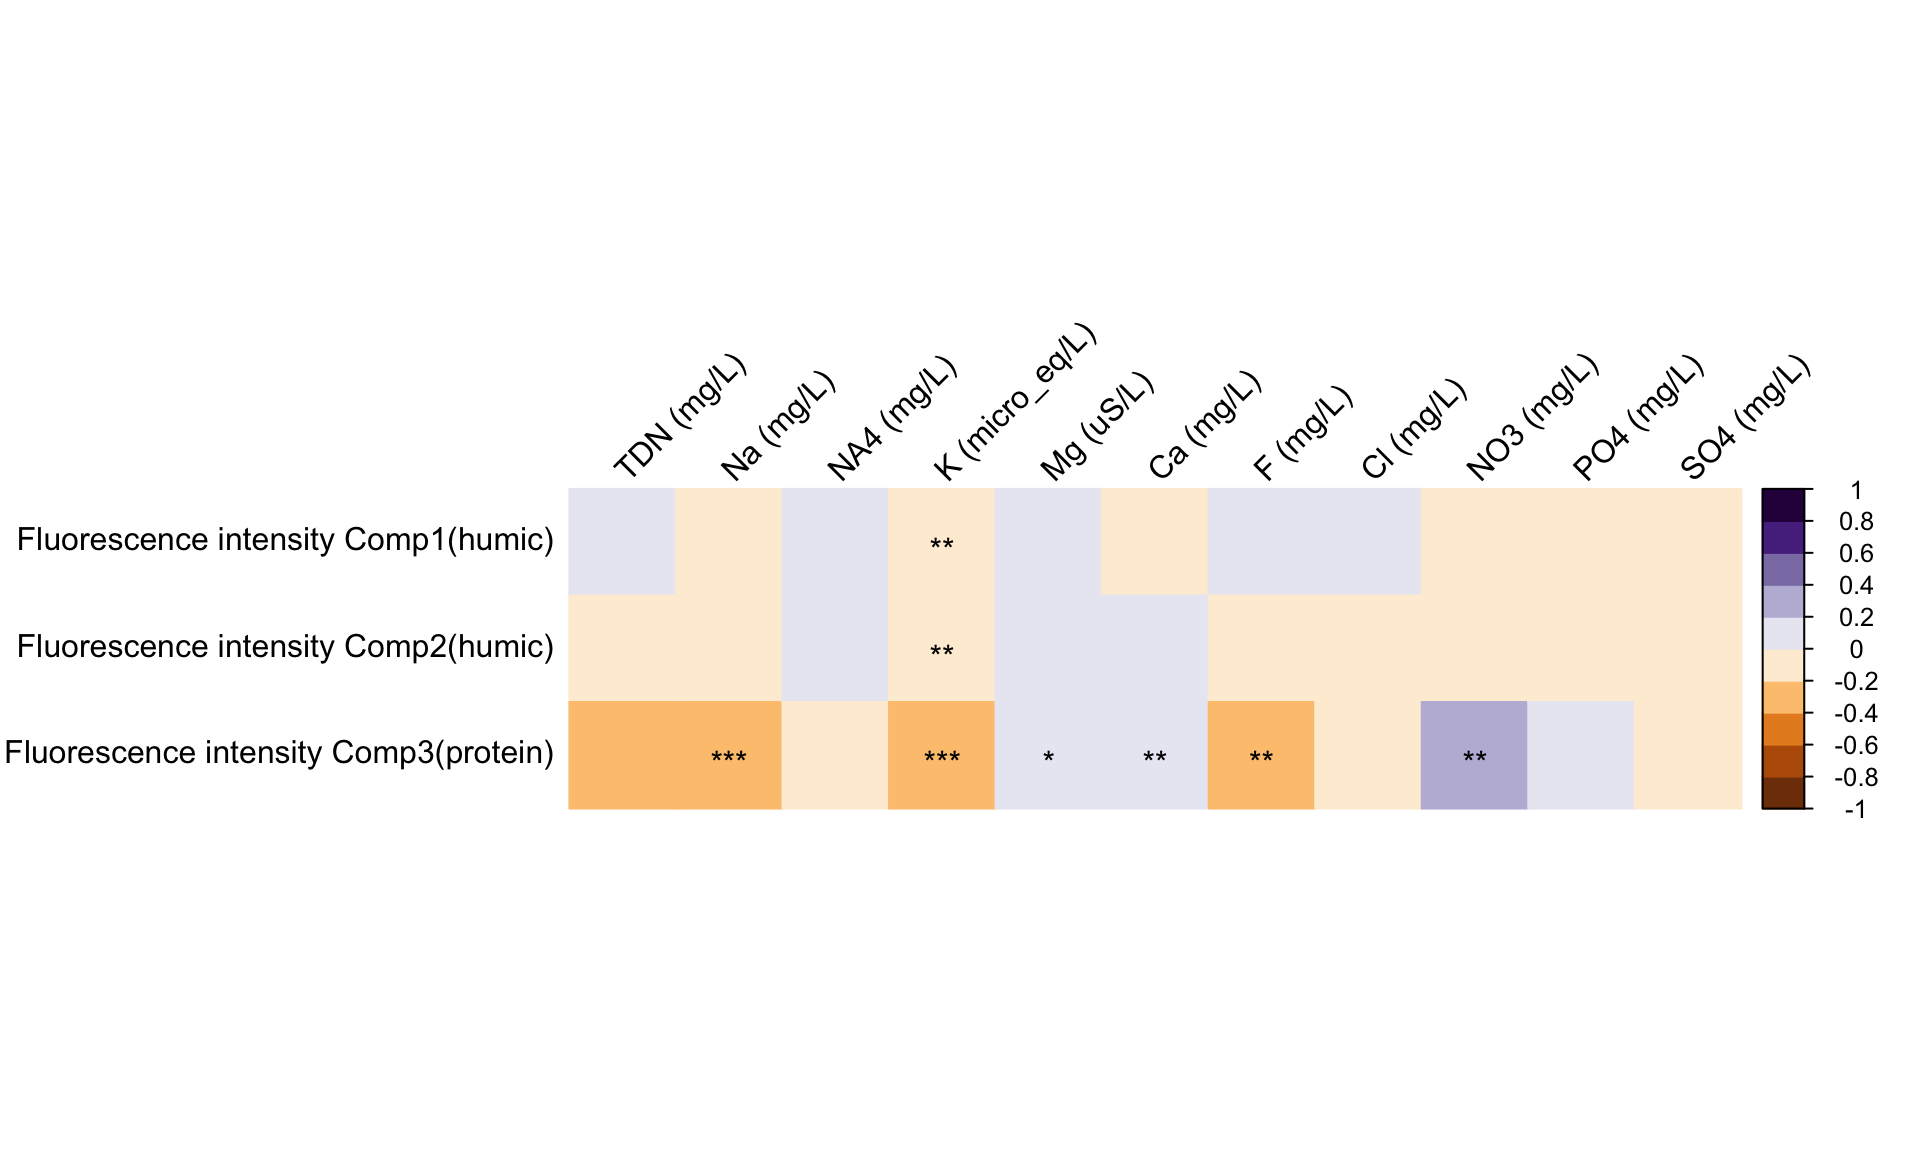 TDN (mg/L)
Na (mg/L)
NA4 (mg/L)
K (micro_eq/L)
Mg (uS/L)
Ca (mg/L)
F (mg/L)
Cl (mg/L)
NO3 (mg/L)
PO4 (mg/L)
SO4 (mg/L)
Fluorescence intensity Comp1(humic)
**
Fluorescence intensity Comp2(humic)
**
Fluorescence intensity Comp3(protein)
*** *** * ** ** **
1
0.8
0.6
0.4
0.2
0
-0.2
-0.4
-0.6
-0.8
-1